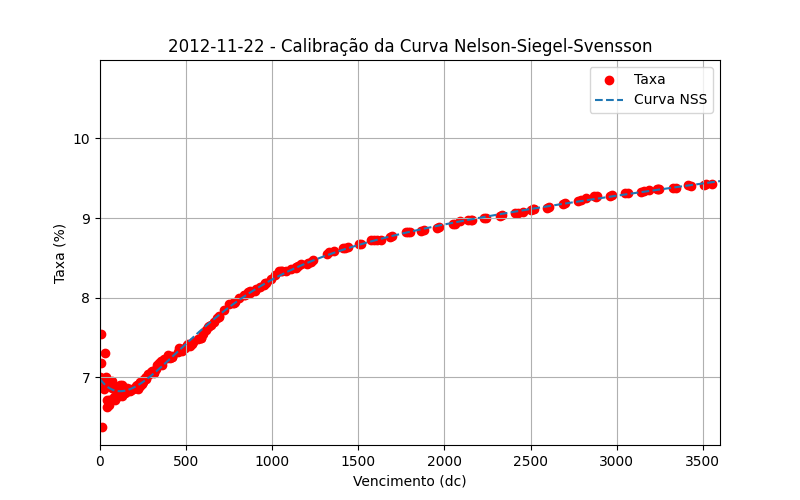 2012-11-22 - Calibração da Curva Nelson-Siegel-Svensson
Taxa
Curva NSS
Taxa (%)
10
9
8
7
0 500 1000 1500 2000 2500 3000 3500
Vencimento (dc)